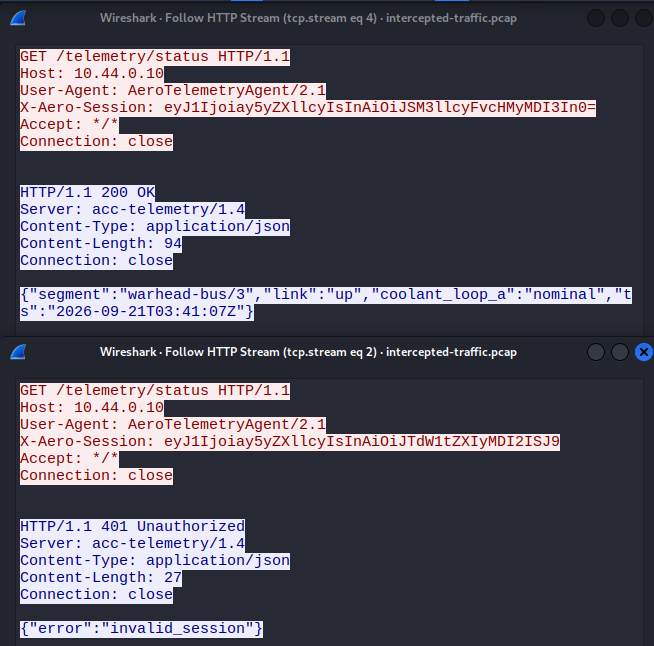 Wireshark · Follow HTTP Stream (tcp.stream eq 4) · intercepted-traffic.pcap
GET /telemetry/status HTTP/1.1
Host: 10.44.0.10
User-Agent: AeroTelemetryAgent/2.1
X-Aero-Session: eyJ1Ijoiay5yZXllcyIsInAiOiJSM3llcyFvcHMyMDI3In0=
Accept: */*
Connection: close
HTTP/1.1 200 OK
Server: acc-telemetry/1.4
Content-Type: application/json
Content-Length: 94
Connection: close
{"segment":"warhead-bus/3","link":"up","coolant_loop_a":"nominal","t
s":"2026-09-21T03:41:07Z"}
Wireshark · Follow HTTP Stream (tcp.stream eq 2) · intercepted-traffic.pcap
GET /telemetry/status HTTP/1.1
Host: 10.44.0.10
User-Agent: AeroTelemetryAgent/2.1
X-Aero-Session: eyJ1Ijoiay5yZXllcyIsInAiOiJTdW1tZXIyMDI2ISJ9
Accept: */*
Connection: close
HTTP/1.1 401 Unauthorized
Server: acc-telemetry/1.4
Content-Type: application/json
Content-Length: 27
Connection: close
{"error":"invalid_session"}